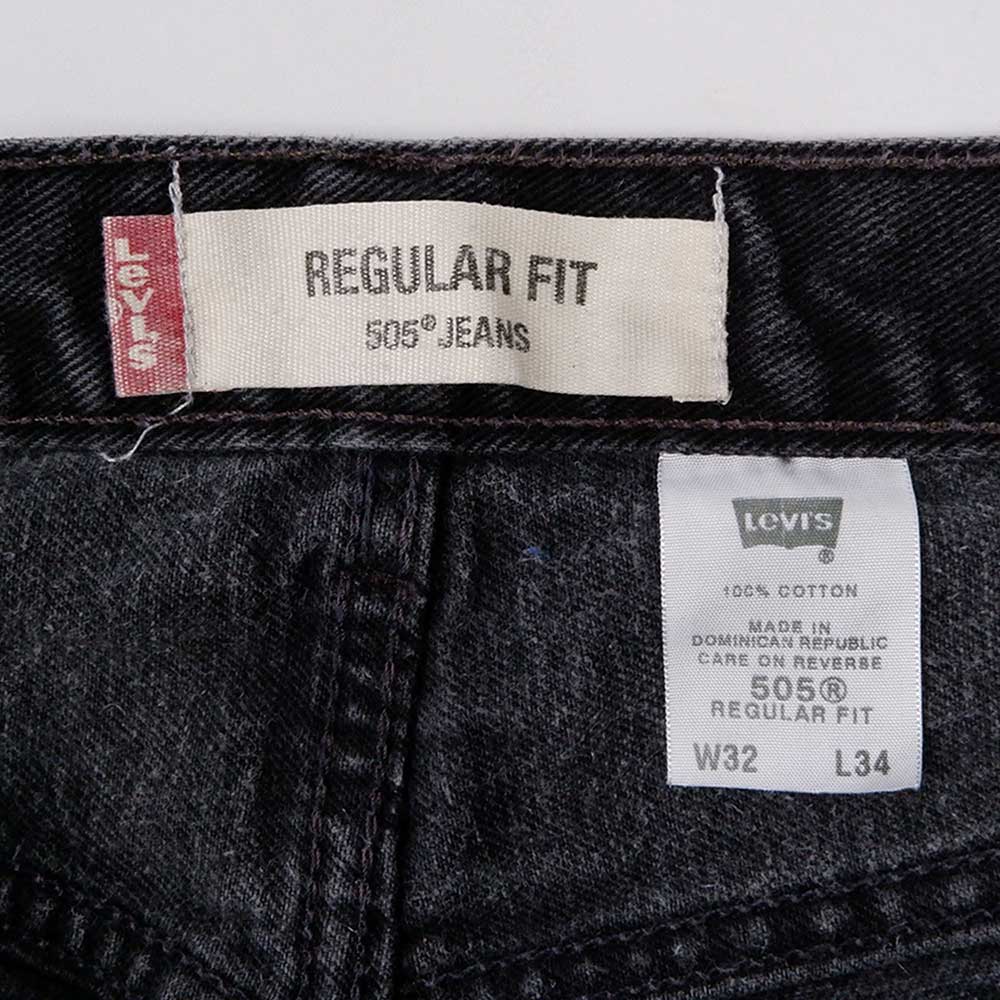 LEVI'S
REGULAR FIT
505® JEANS
LEVI'S
®
100% COTTON
MADE IN
DOMINICAN REPUBLIC
CARE ON REVERSE
505®
REGULAR FIT
W32 L34